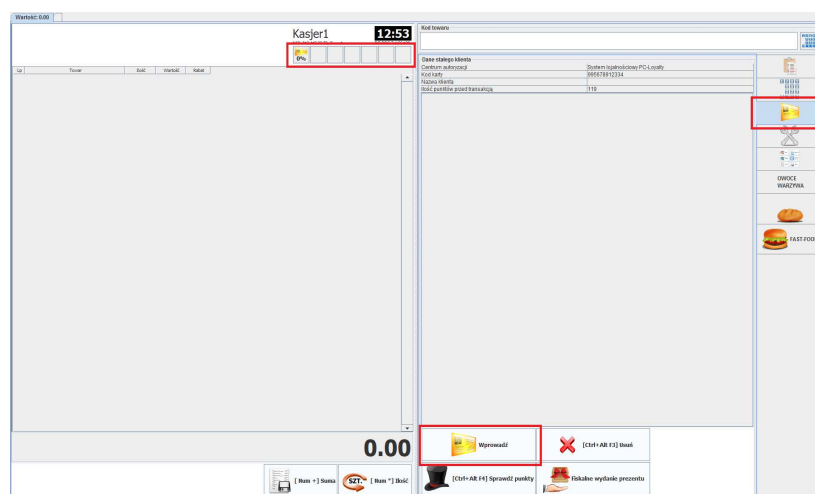 Wartość: 0.00
Kasjer1
12:53
0%
Lp Towar Ilość Wartość Rabat
0.00
[ Num +] Suma
SZT.
[ Num *] Ilość
Kod towaru
Dane stałego klienta
Centrum autoryzacji System lojalnościowy PC-Loyalty
Kod karty 995678912334
Nazwa klienta
Ilość punktów przed transakcją 119
Wprowadź
[Ctrl+Alt F3] Usuń
[Ctrl+Alt F4] Sprawdź punkty
Fiskalne wydanie prezentu
OWOCE
WARZYWA
FAST-FOOD